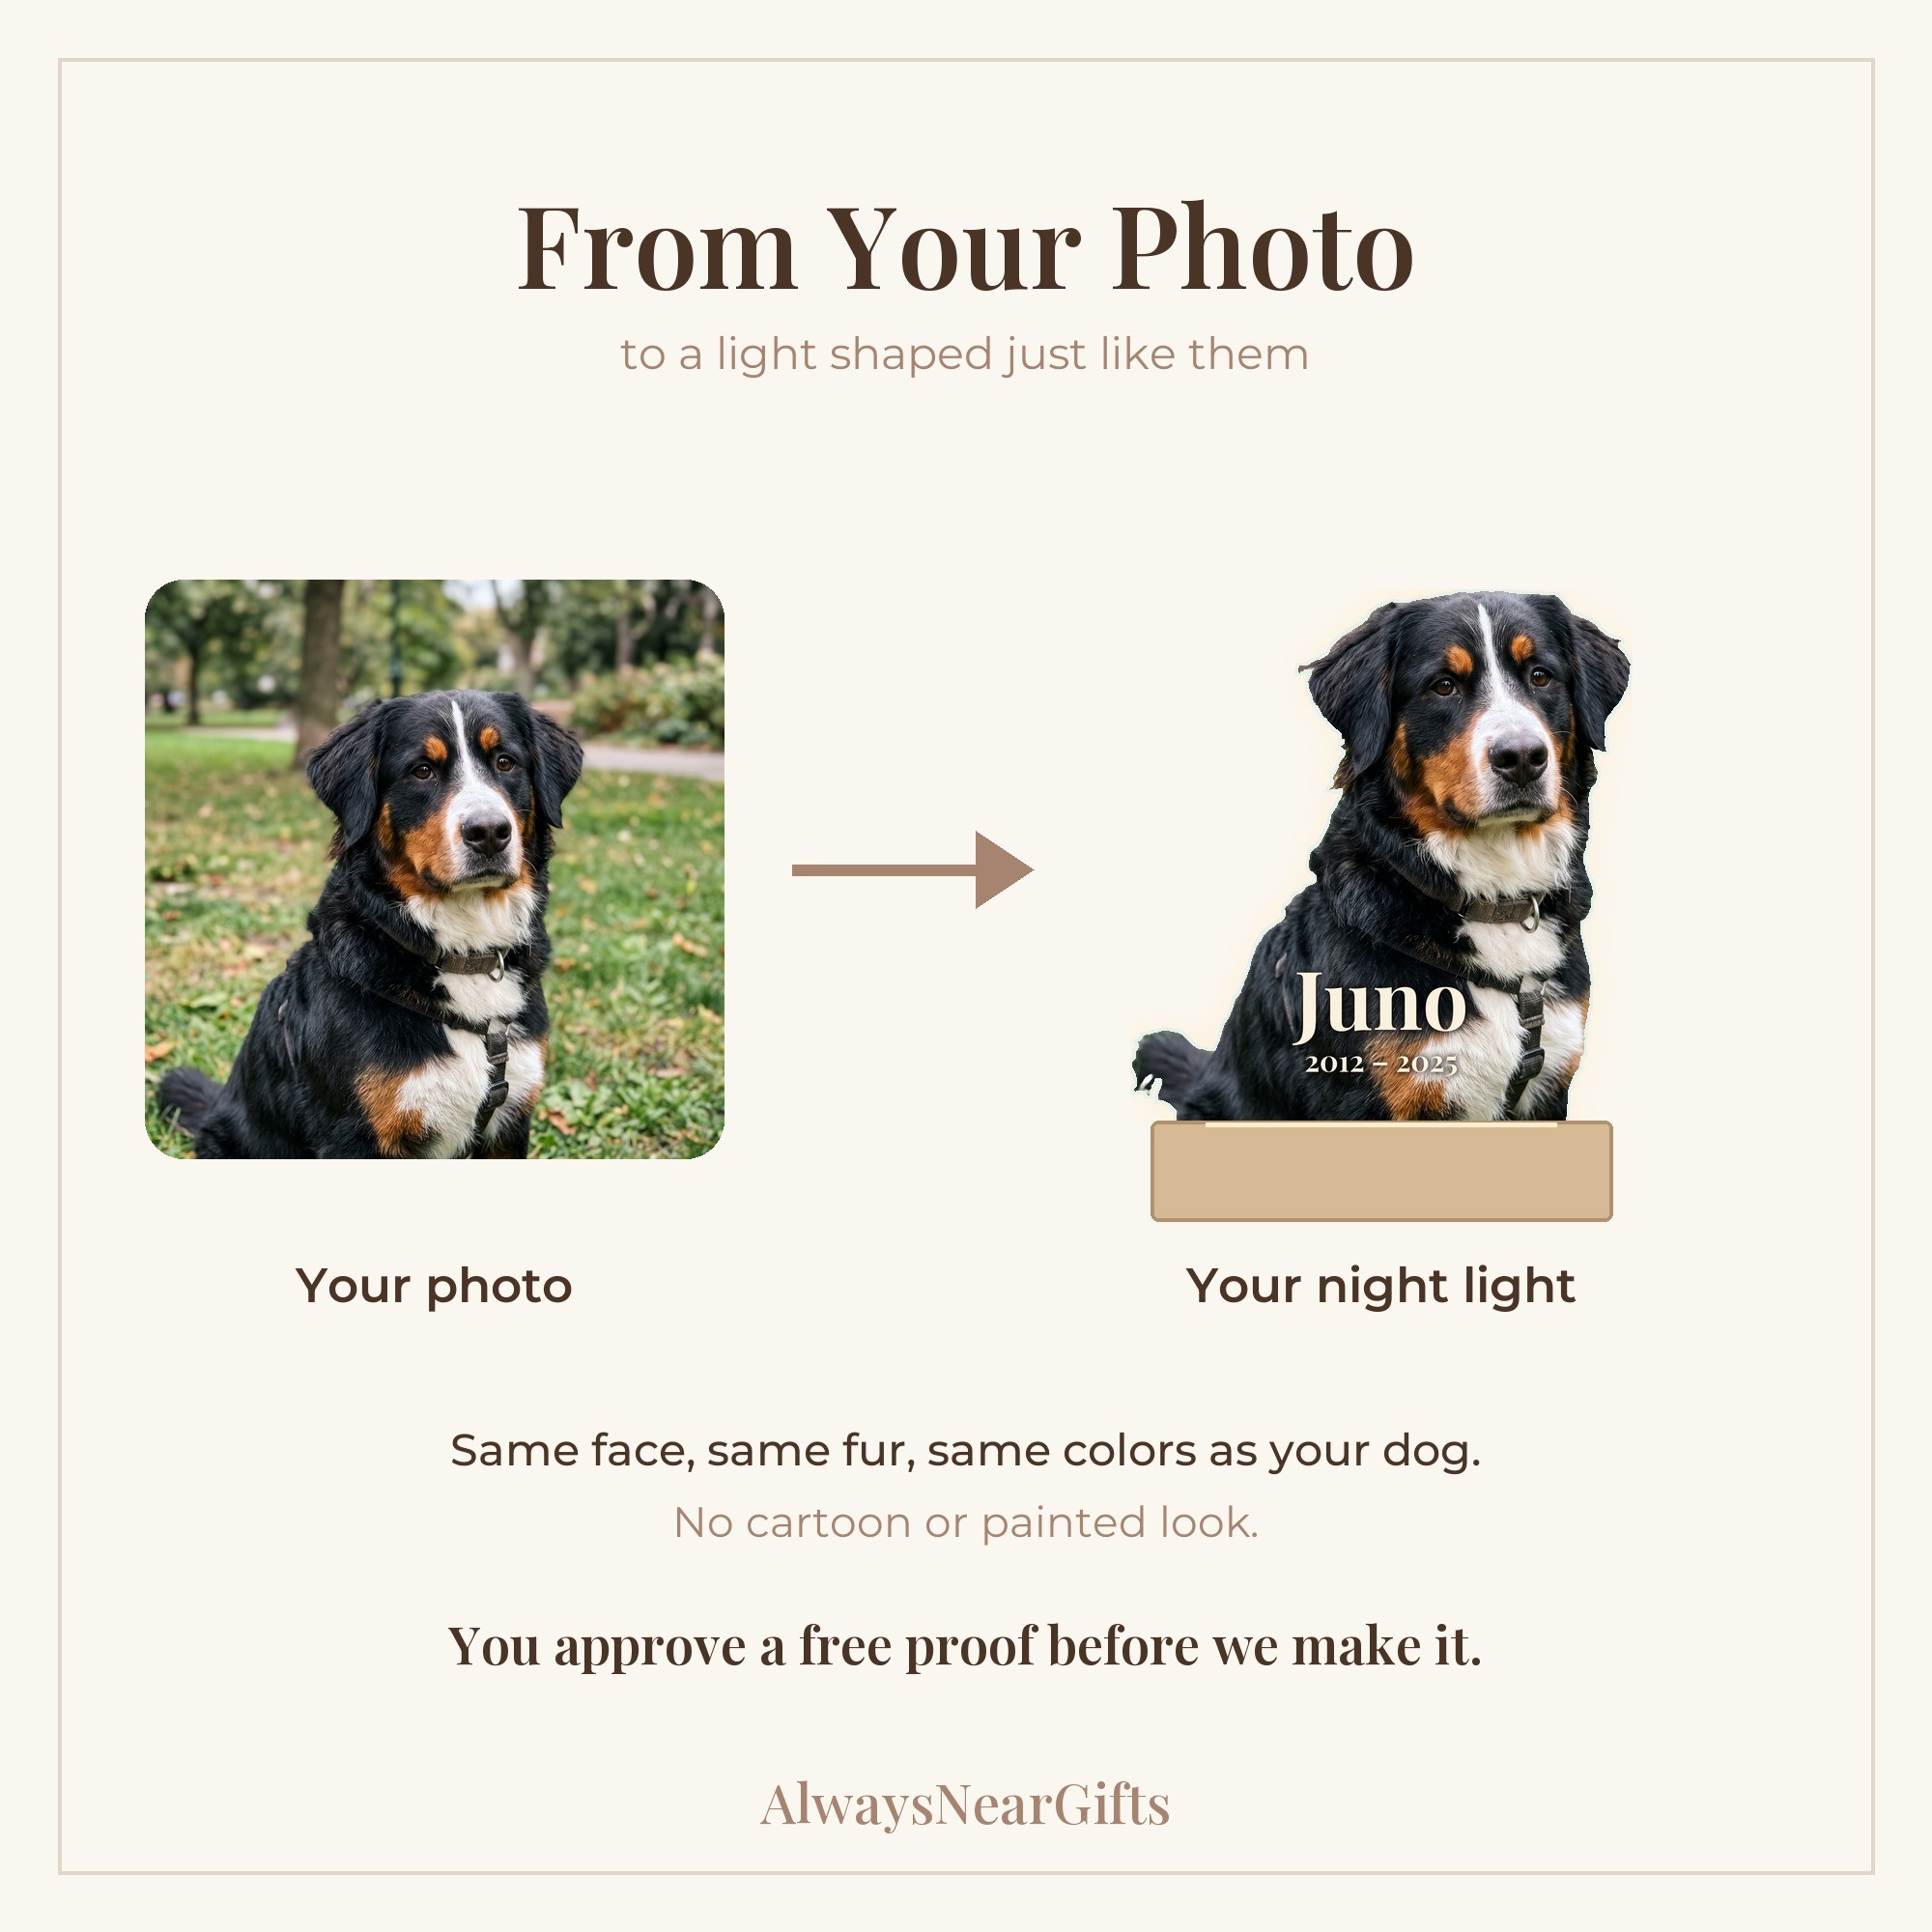 From Your Photo
to a light shaped just like them
Juno
2012 – 2025
Your photo
Your night light
Same face, same fur, same colors as your dog.
No cartoon or painted look.
You approve a free proof before we make it.
AlwaysNearGifts